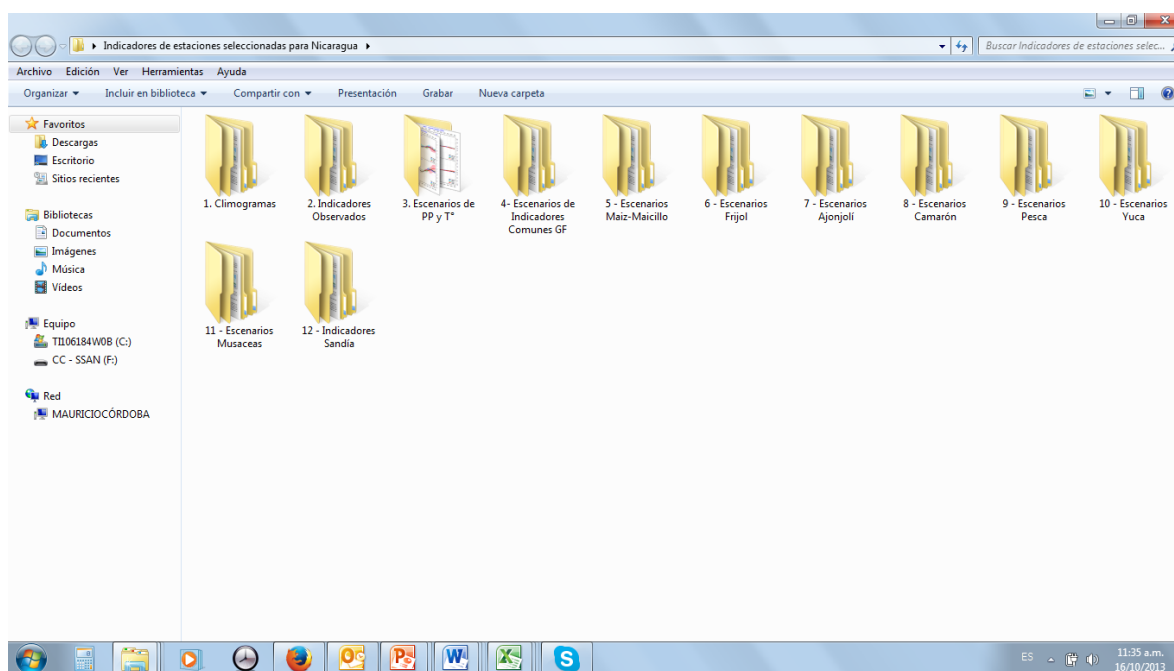 Indicadores de estaciones seleccionadas para Nicaragua
Buscar Indicadores de estaciones selec...
Archivo Edición Ver Herramientas Ayuda
Organizar Incluir en biblioteca Compartir con Presentación Grabar Nueva carpeta
Favoritos
Descargas
Escritorio
Sitios recientes
Bibliotecas
Documentos
Imágenes
Música
Vídeos
Equipo
TI106184W0B (C:)
CC - SSAN (F:)
Red
MAURICIOCÓRDOBA
1. Climogramas
2. Indicadores
Observados
3. Escenarios de
PP y T°
4- Escenarios de
Indicadores
Comunes GF
5 - Escenarios
Maiz-Maicillo
6 - Escenarios
Frijol
7 - Escenarios
Ajonjolí
8 - Escenarios
Camarón
9 - Escenarios
Pesca
10 - Escenarios
Yuca
11 - Escenarios
Musaceas
12 - Indicadores
Sandía
ES
11:35 a.m.
16/10/2013